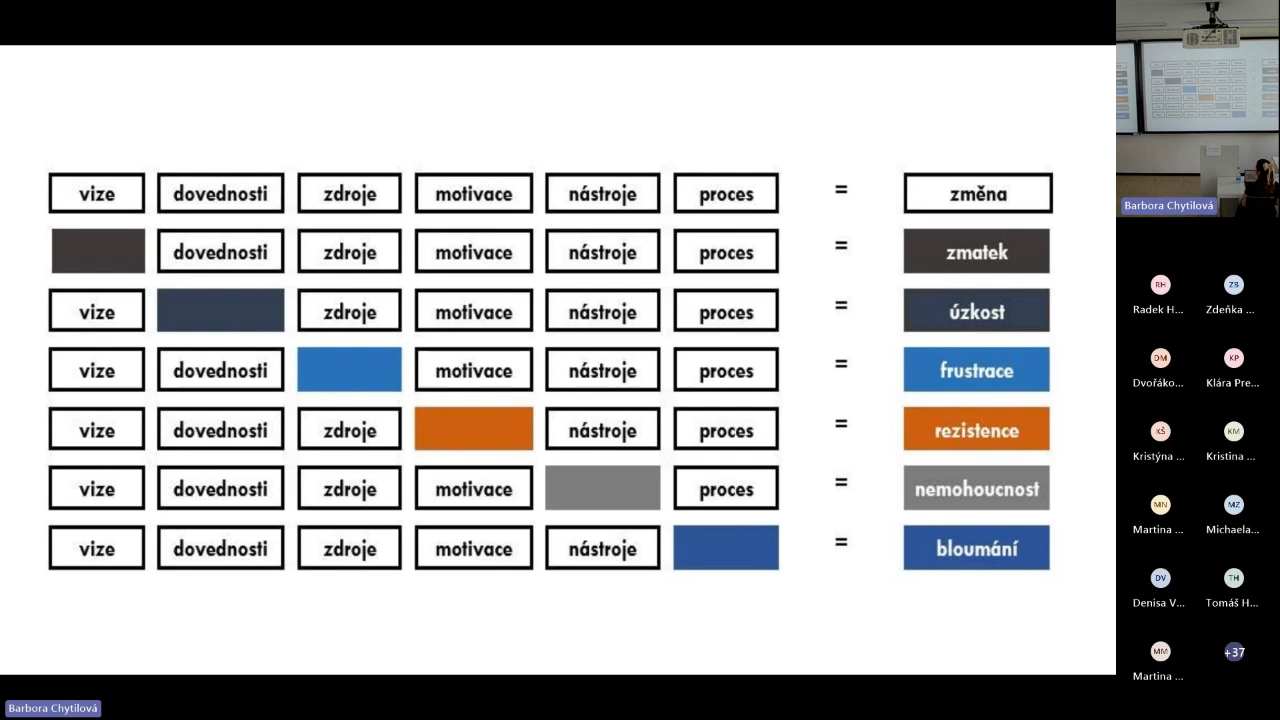 vize dovednosti zdroje motivace nástroje proces = změna
dovednosti zdroje motivace nástroje proces = zmatek
vize zdroje motivace nástroje proces = úzkost
vize dovednosti motivace nástroje proces = frustrace
vize dovednosti zdroje nástroje proces = rezistence
vize dovednosti zdroje motivace proces = nemohoucnost
vize dovednosti zdroje motivace nástroje = bloumání
Barbora Chytilová
Barbora Chytilová
RH ZB
Radek H... Zdeňka ...
DM KP
Dvořáko... Klára Pre...
KŠ KM
Kristýna ... Kristina ...
MN MZ
Martina ... Michaela...
DV TH
Denisa V... Tomáš H...
MM +37
Martina ...